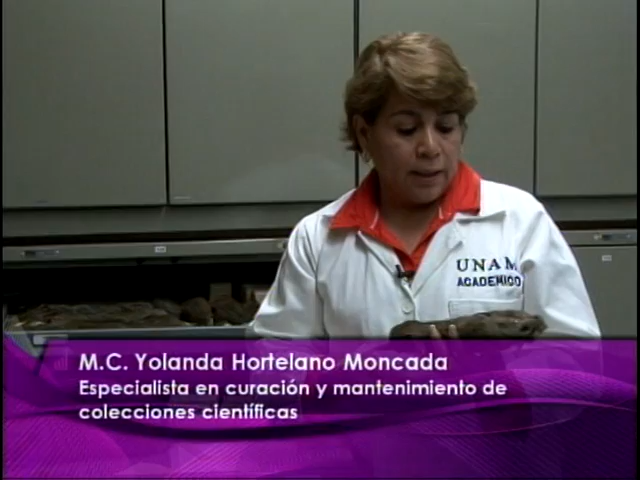 UNAM
ACADEMICO
M.C. Yolanda Hortelano Moncada
Especialista en curación y mantenimiento de
colecciones científicas